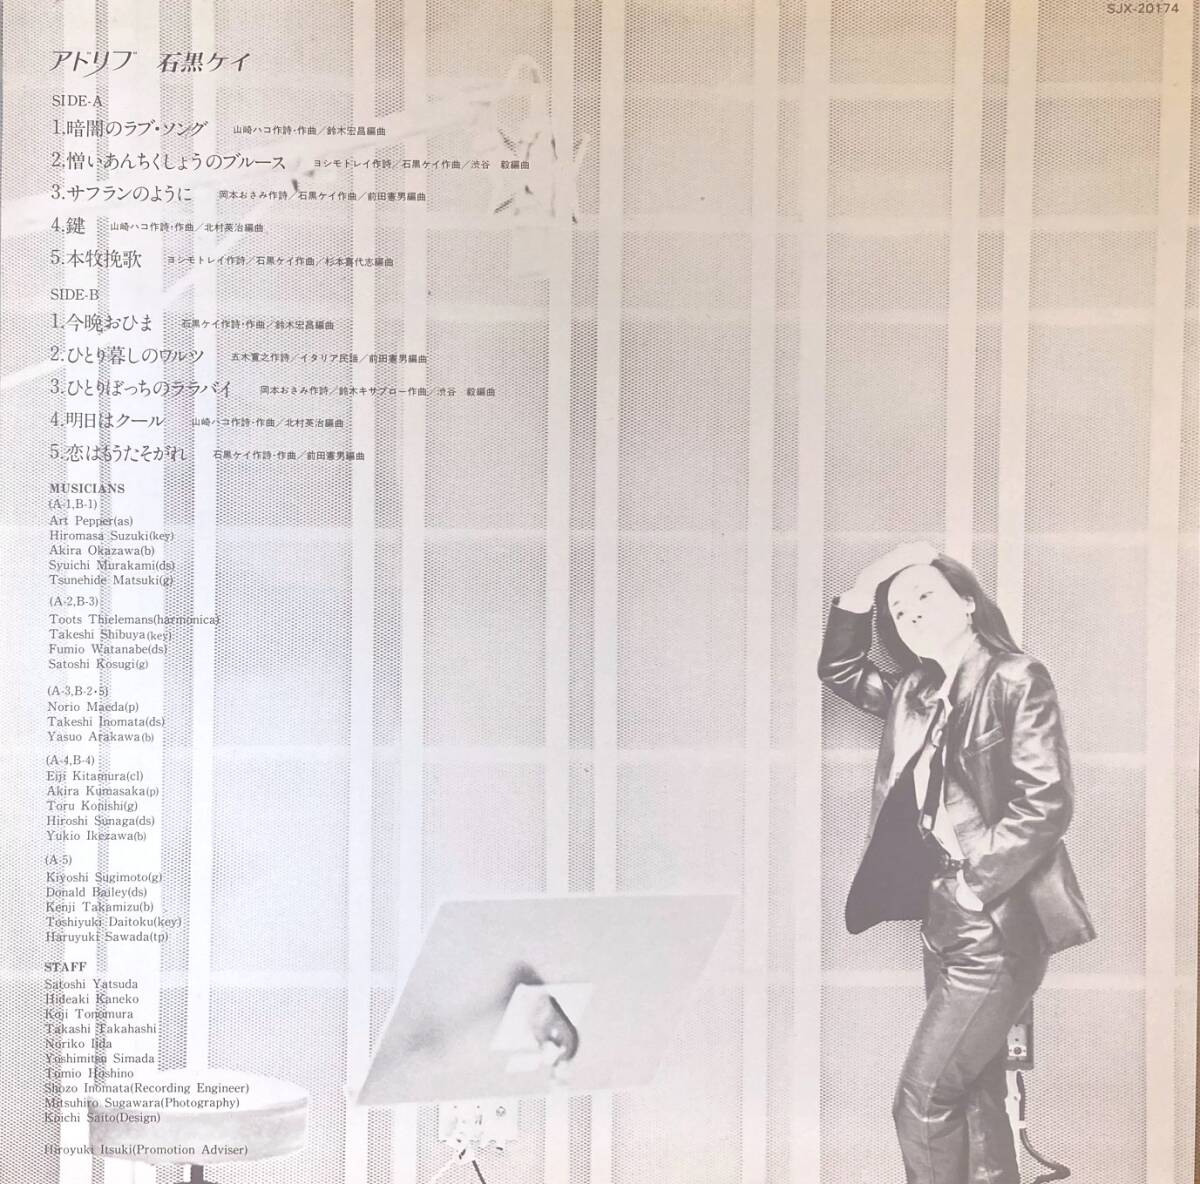 SJX-20174
アドリブ 石黒ケイ
SIDE-A
1.暗闇のラブ・ソング 山崎ハコ作詩・作曲／鈴木宏昌編曲
2.憎いあんちくしょうのブルース ヨシモトレイ作詩／石黒ケイ作曲／渋谷 毅編曲
3.サフランのように 岡本おさみ作詩／石黒ケイ作曲／前田憲男編曲
4.鍵 山崎ハコ作詩・作曲／北村英治編曲
5.本牧挽歌 ヨシモトレイ作詩／石黒ケイ作曲／杉本喜代志編曲
SIDE-B
1.今晩おひま 石黒ケイ作詩・作曲／鈴木宏昌編曲
2.ひとり暮しのワルツ 五木寛之作詩／イタリア民謡／前田憲男編曲
3.ひとりぼっちのララバイ 岡本おさみ作詩／鈴木キサブロー作曲／渋谷 毅編曲
4.明日はクール 山崎ハコ作詩・作曲／北村英治編曲
5.恋はもうたそがれ 石黒ケイ作詩・作曲／前田憲男編曲
MUSICIANS
(A-1,B-1)
Art Pepper(as)
Hiromasa Suzuki(key)
Akira Okazawa(b)
Syuichi Murakami(ds)
Tsunehide Matsuki(g)
(A-2,B-3)
Toots Thielemans(harmonica)
Takeshi Shibuya(key)
Fumio Watanabe(ds)
Satoshi Kosugi(g)
(A-3,B-2・5)
Norio Maeda(p)
Takeshi Inomata(ds)
Yasuo Arakawa(b)
(A-4,B-4)
Eiji Kitamura(cl)
Akira Kumasaka(p)
Toru Konishi(g)
Hiroshi Sunaga(ds)
Yukio Ikezawa(b)
(A-5)
Kiyoshi Sugimoto(g)
Donald Bailey(ds)
Kenji Takamizu(b)
Toshiyuki Daitoku(key)
Haruyuki Sawada(tp)
STAFF
Satoshi Yatsuda
Hideaki Kaneko
Koji Tonomura
Takashi Takahashi
Noriko Iida
Yoshimitsu Simada
Tomio Hoshino
Shozo Inomata(Recording Engineer)
Mitsuhiro Sugawara(Photography)
Koichi Saito(Design)
Hiroyuki Itsuki(Promotion Adviser)